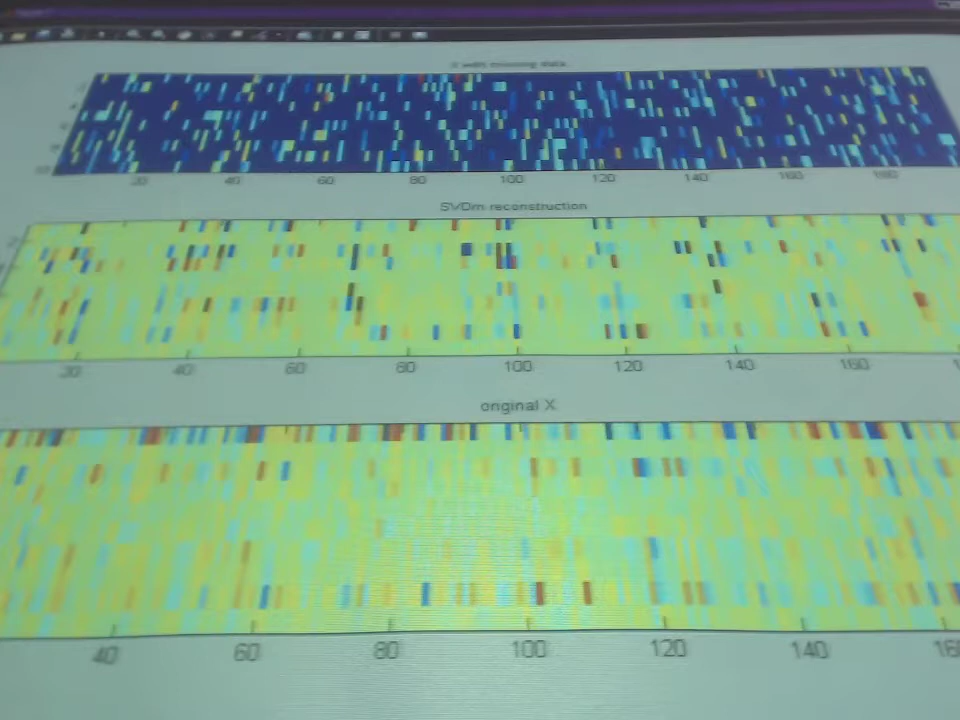 X with missing data
20 40 60 80 100 120 140 160 180
SVDm reconstruction
20 40 60 80 100 120 140 160
original X
40 60 80 100 120 140 160